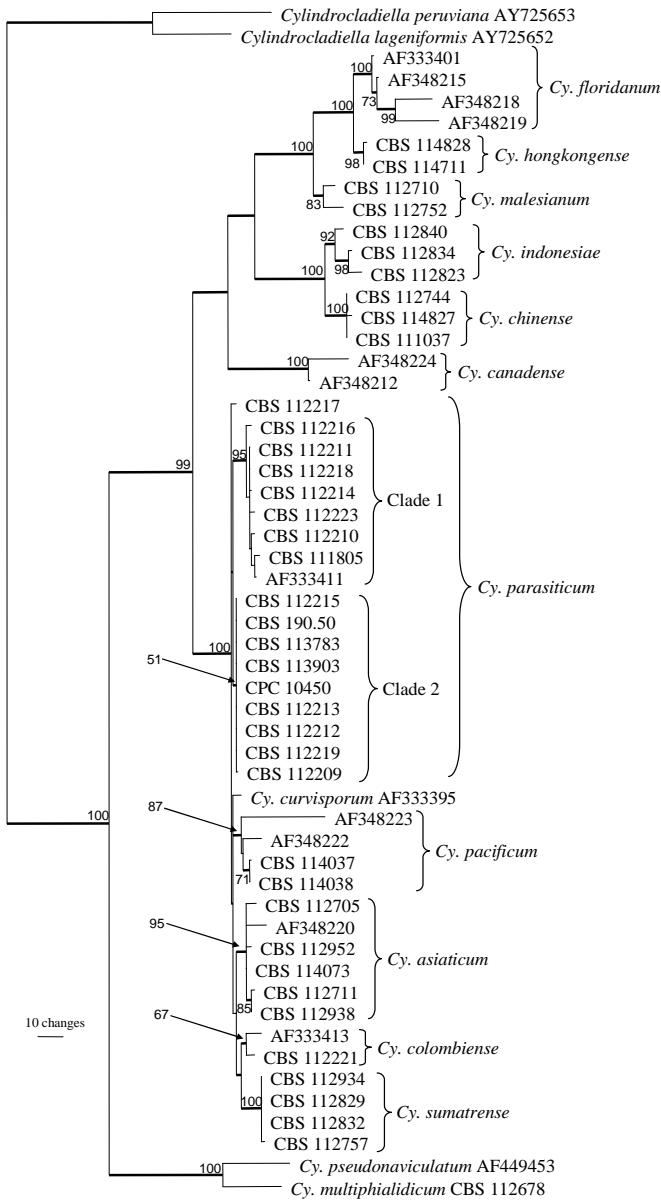 Cylindrocladiella peruviana AY725653
Cylindrocladiella lageniformis AY725652
AF333401
100
AF348215
Cy. floridanum
73
AF348218
100
99
AF348219
100
CBS 114828
Cy. hongkongense
98
CBS 114711
CBS 112710
Cy. malesianum
83
CBS 112752
92
CBS 112840
CBS 112834
Cy. indonesiae
98
100
CBS 112823
CBS 112744
100
CBS 114827
Cy. chinense
CBS 111037
100
AF348224
Cy. canadense
AF348212
CBS 112217
CBS 112216
95
CBS 112211
99
CBS 112218
CBS 112214
Clade 1
CBS 112223
CBS 112210
CBS 111805
AF333411
Cy. parasiticum
CBS 112215
CBS 190.50
CBS 113783
100
51
CBS 113903
CPC 10450
Clade 2
CBS 112213
CBS 112212
CBS 112219
CBS 112209
Cy. curvisporum AF333395
87
100
AF348223
AF348222
Cy. pacificum
CBS 114037
71
CBS 114038
CBS 112705
95
AF348220
CBS 112952
Cy. asiaticum
CBS 114073
CBS 112711
85
CBS 112938
67
10 changes
AF333413
Cy. colombiense
CBS 112221
CBS 112934
100
CBS 112829
Cy. sumatrense
CBS 112832
CBS 112757
100
Cy. pseudonaviculatum AF449453
Cy. multiphialidicum CBS 112678